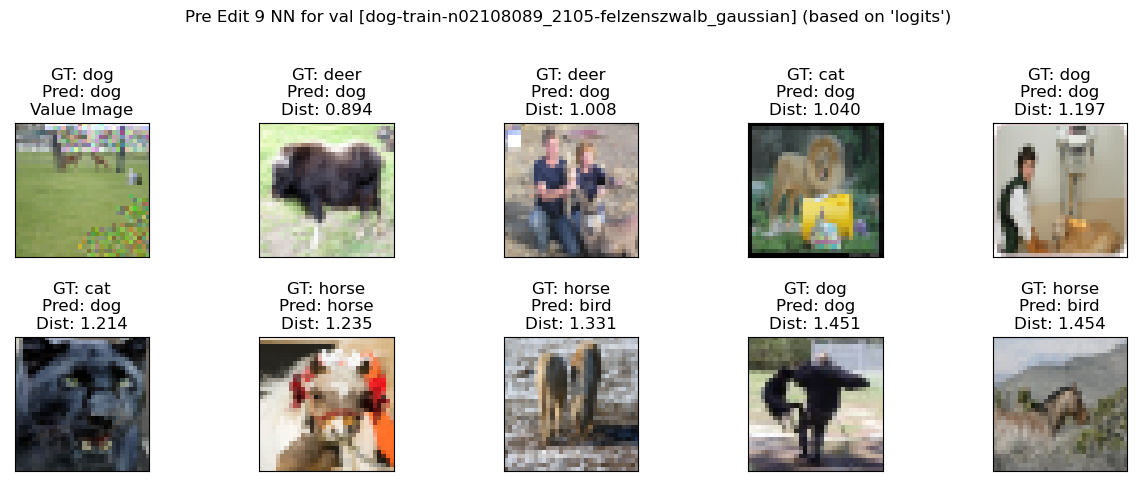 Pre Edit 9 NN for val [dog-train-n02108089_2105-felzenszwalb_gaussian] (based on 'logits')
GT: dog
Pred: dog
Value Image
GT: deer
Pred: dog
Dist: 0.894
GT: deer
Pred: dog
Dist: 1.008
GT: cat
Pred: dog
Dist: 1.040
GT: dog
Pred: dog
Dist: 1.197
GT: cat
Pred: dog
Dist: 1.214
GT: horse
Pred: horse
Dist: 1.235
GT: horse
Pred: bird
Dist: 1.331
GT: dog
Pred: dog
Dist: 1.451
GT: horse
Pred: bird
Dist: 1.454